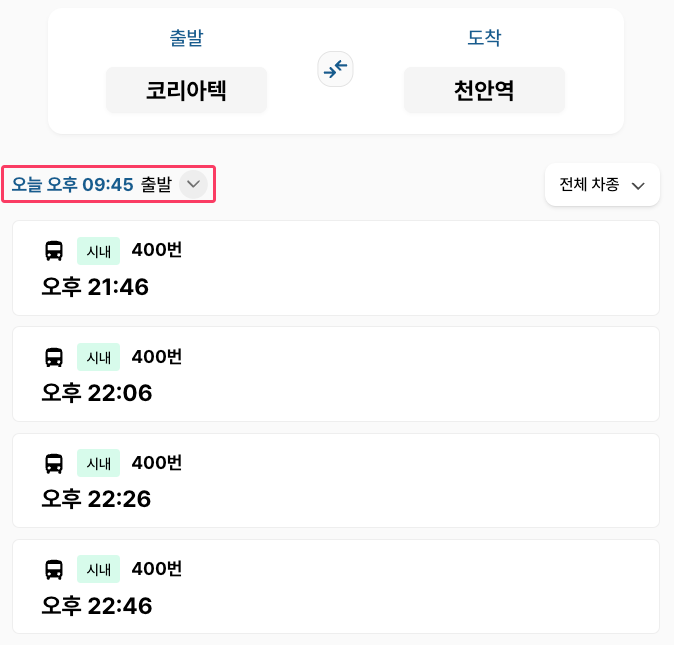 출발 도착
코리아텍 천안역
오늘 오후 09:45 출발 전체 차종
시내 400번
오후 21:46
시내 400번
오후 22:06
시내 400번
오후 22:26
시내 400번
오후 22:46